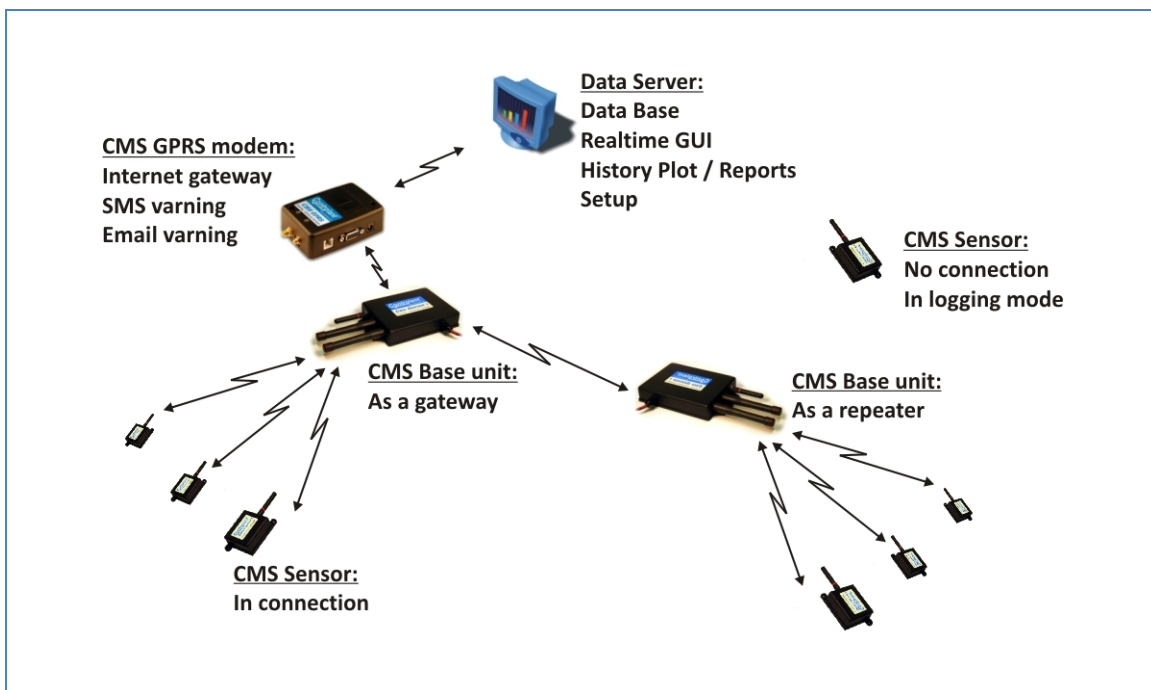 Data Server:
Data Base
Realtime GUI
History Plot / Reports
Setup
CMS GPRS modem:
Internet gateway
SMS varning
Email varning
CMS Sensor:
No connection
In logging mode
CMS Base unit:
As a gateway
CMS Base unit:
As a repeater
CMS Sensor:
In connection